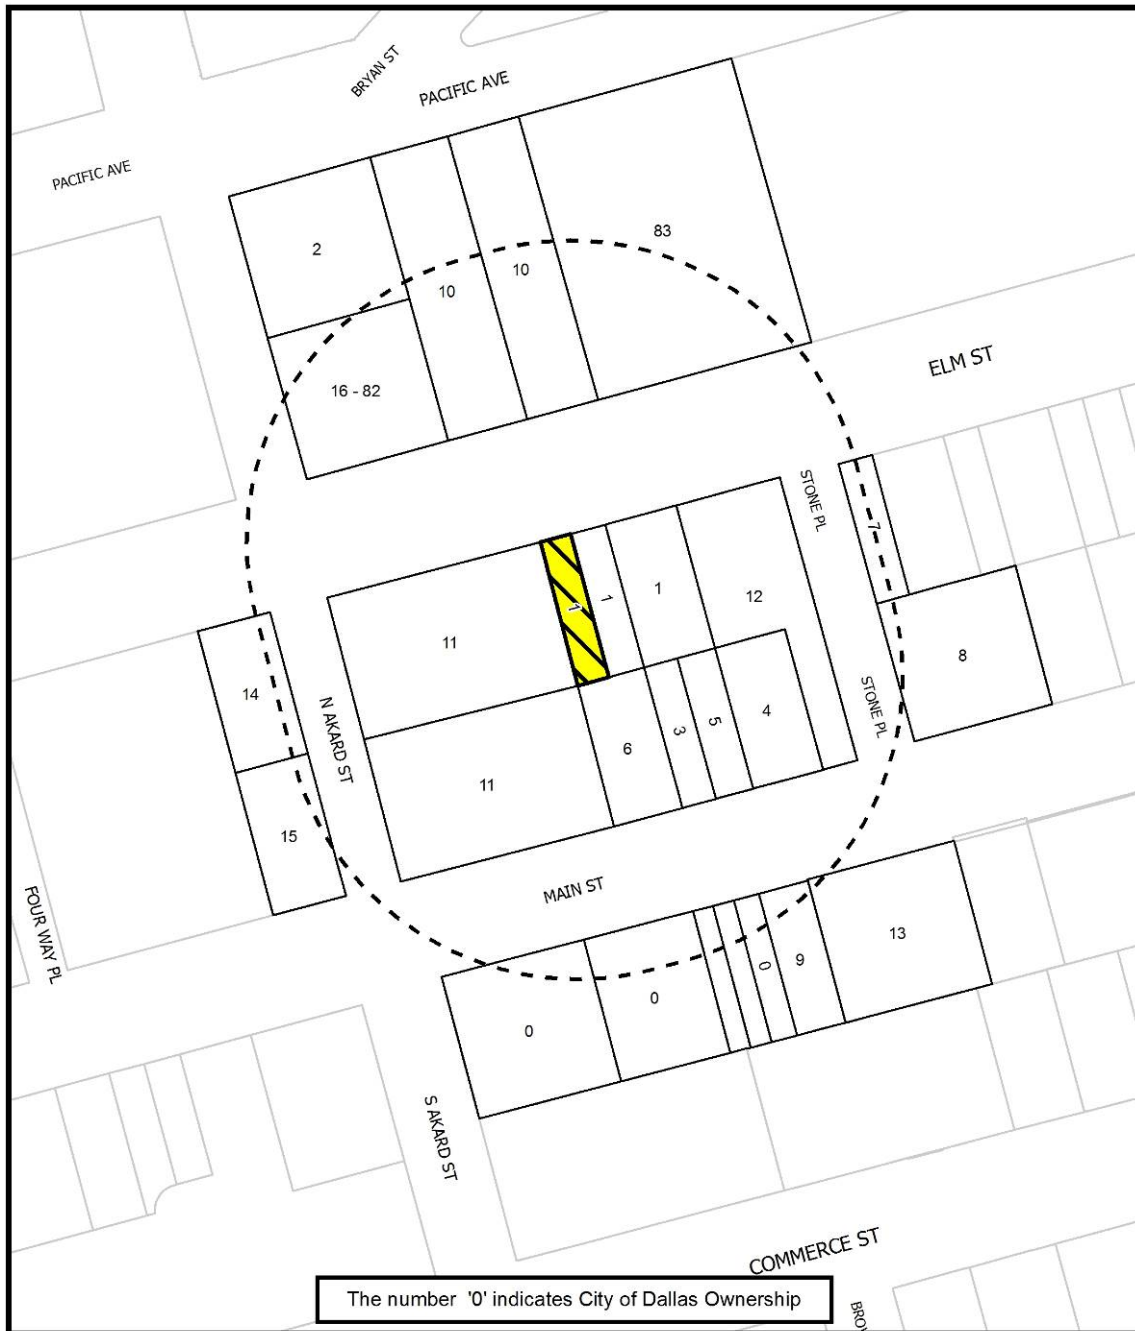 BRYAN ST
PACIFIC AVE
PACIFIC AVE
2
10
10
83
16 - 82
ELM ST
STONE PL
7
11
1
1
1
12
8
14
N AKARD ST
STONE PL
6
3
5
4
11
15
MAIN ST
FOUR WAY PL
13
0
9
0
0
S AKARD ST
COMMERCE ST
The number '0' indicates City of Dallas Ownership